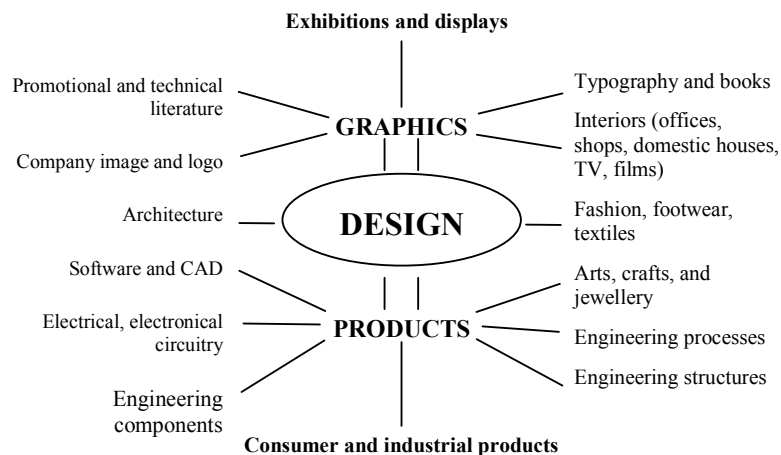 Exhibitions and displays
Promotional and technical
literature
Typography and books
GRAPHICS
Interiors (offices,
shops, domestic houses,
TV, films)
Company image and logo
Architecture
DESIGN
Fashion, footwear,
textiles
Software and CAD
Arts, crafts, and
jewellery
Electrical, electronical
circuitry
PRODUCTS
Engineering processes
Engineering structures
Engineering
components
Consumer and industrial products